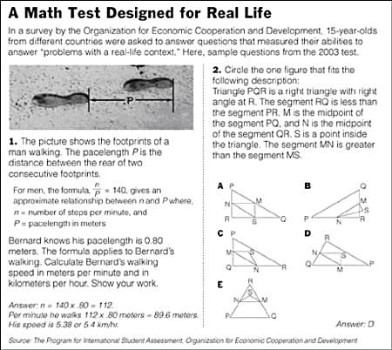 A Math Test Designed for Real Life
In a survey by the Organization for Economic Cooperation and Development, 15-year-olds
from different countries were asked to answer questions that measured their abilities to
answer "problems with a real-life context." Here, sample questions from the 2003 test.
P
1. The picture shows the footprints of a
man walking. The pacelength P is the
distance between the rear of two
consecutive footprints.
For men, the formula, n/P = 140, gives an
approximate relationship between n and P where,
n = number of steps per minute, and
P = pacelength in meters
Bernard knows his pacelength is 0.80
meters. The formula applies to Bernard's
walking. Calculate Bernard's walking
speed in meters per minute and in
kilometers per hour. Show your work.
Answer: n = 140 x .80 = 112.
Per minute he walks 112 x .80 meters = 89.6 meters.
His speed is 5.38 or 5.4 km/hr.
2. Circle the one figure that fits the
following description:
Triangle PQR is a right triangle with right
angle at R. The segment RQ is less than
the segment PR. M is the midpoint of
the segment PQ, and N is the midpoint
of the segment QR. S is a point inside
the triangle. The segment MN is greater
than the segment MS.
A
P
N
M
R
S
Q
B
Q
M
N
S
P
R
C
P
M
S
Q
N
R
D
R
N
S
Q
M
P
E
R
S
N
M
P
Q
Answer: D
Source: The Program for International Student Assessment, Organization for Economic Cooperation and Development